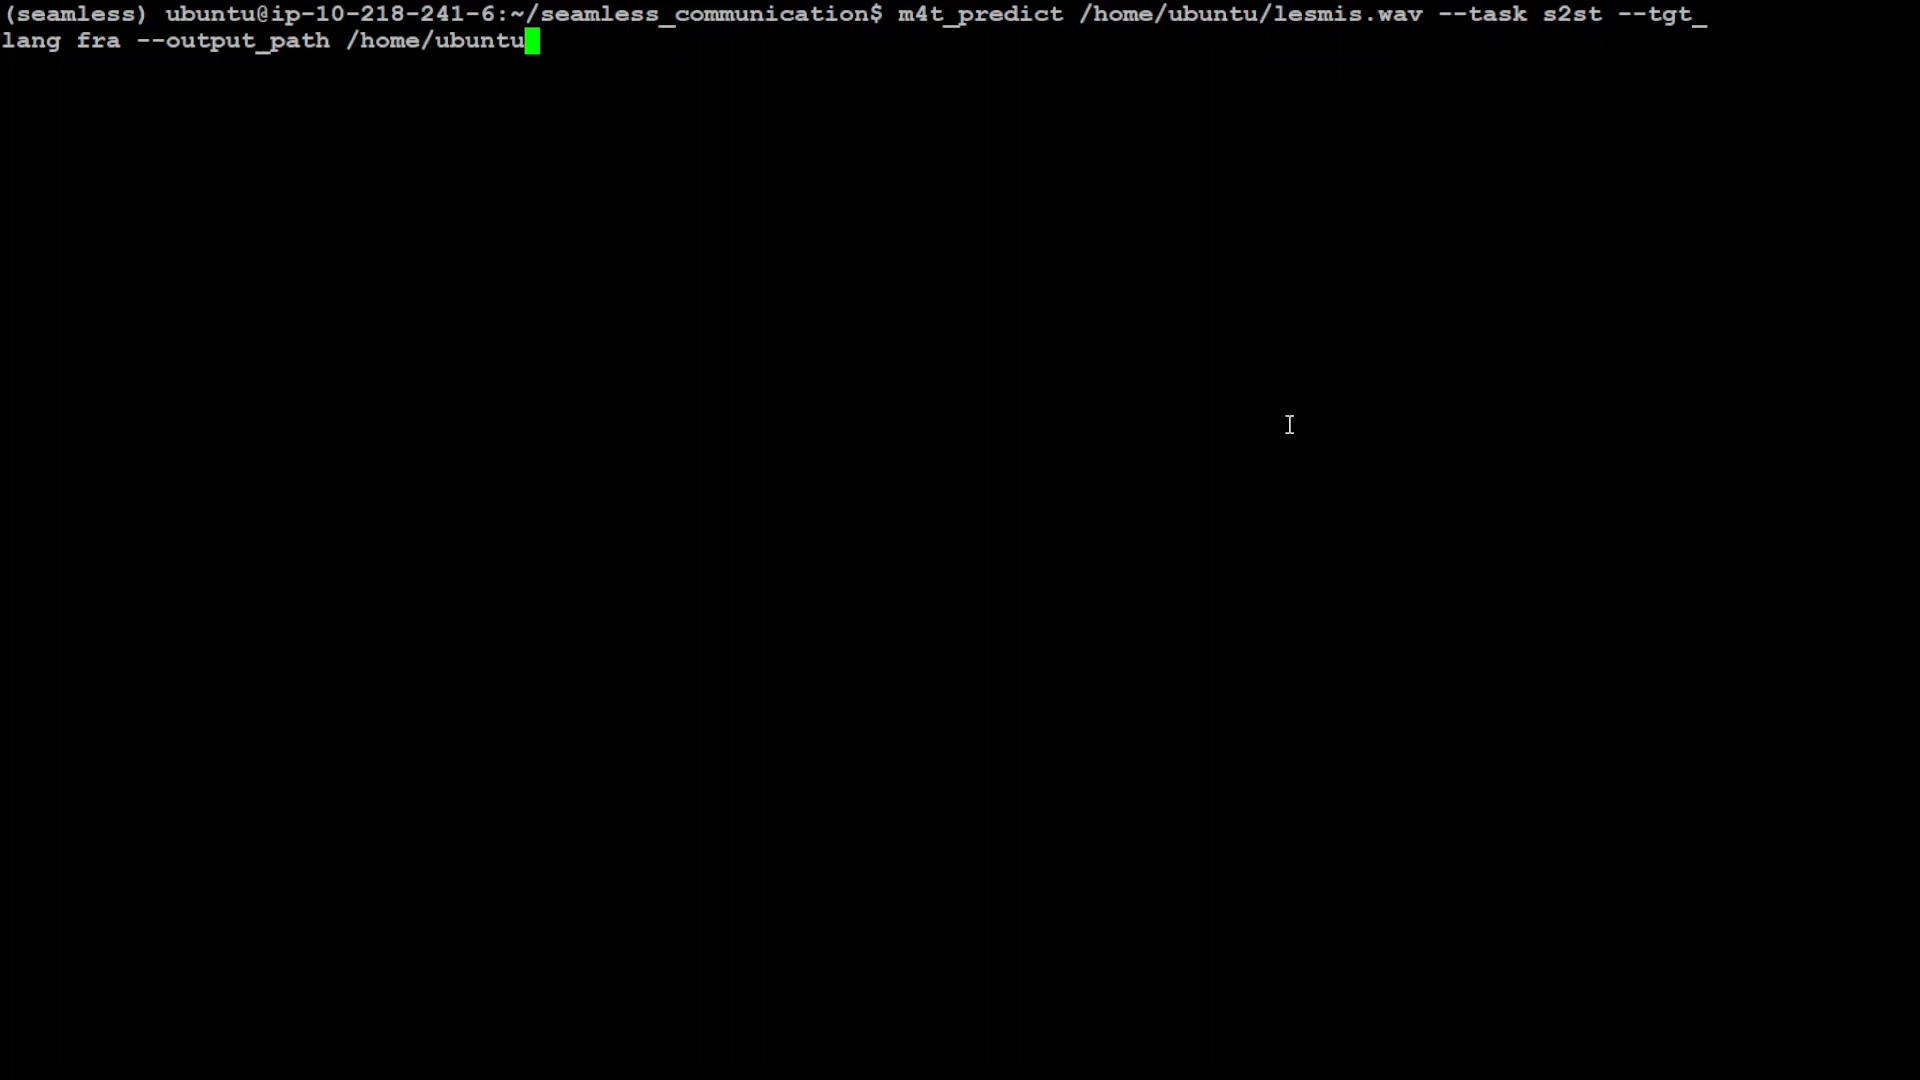 (seamless) ubuntu@ip-10-218-241-6:~/seamless_communication$ m4t_predict /home/ubuntu/lesmis.wav --task s2st --tgt_
lang fra --output_path /home/ubuntu